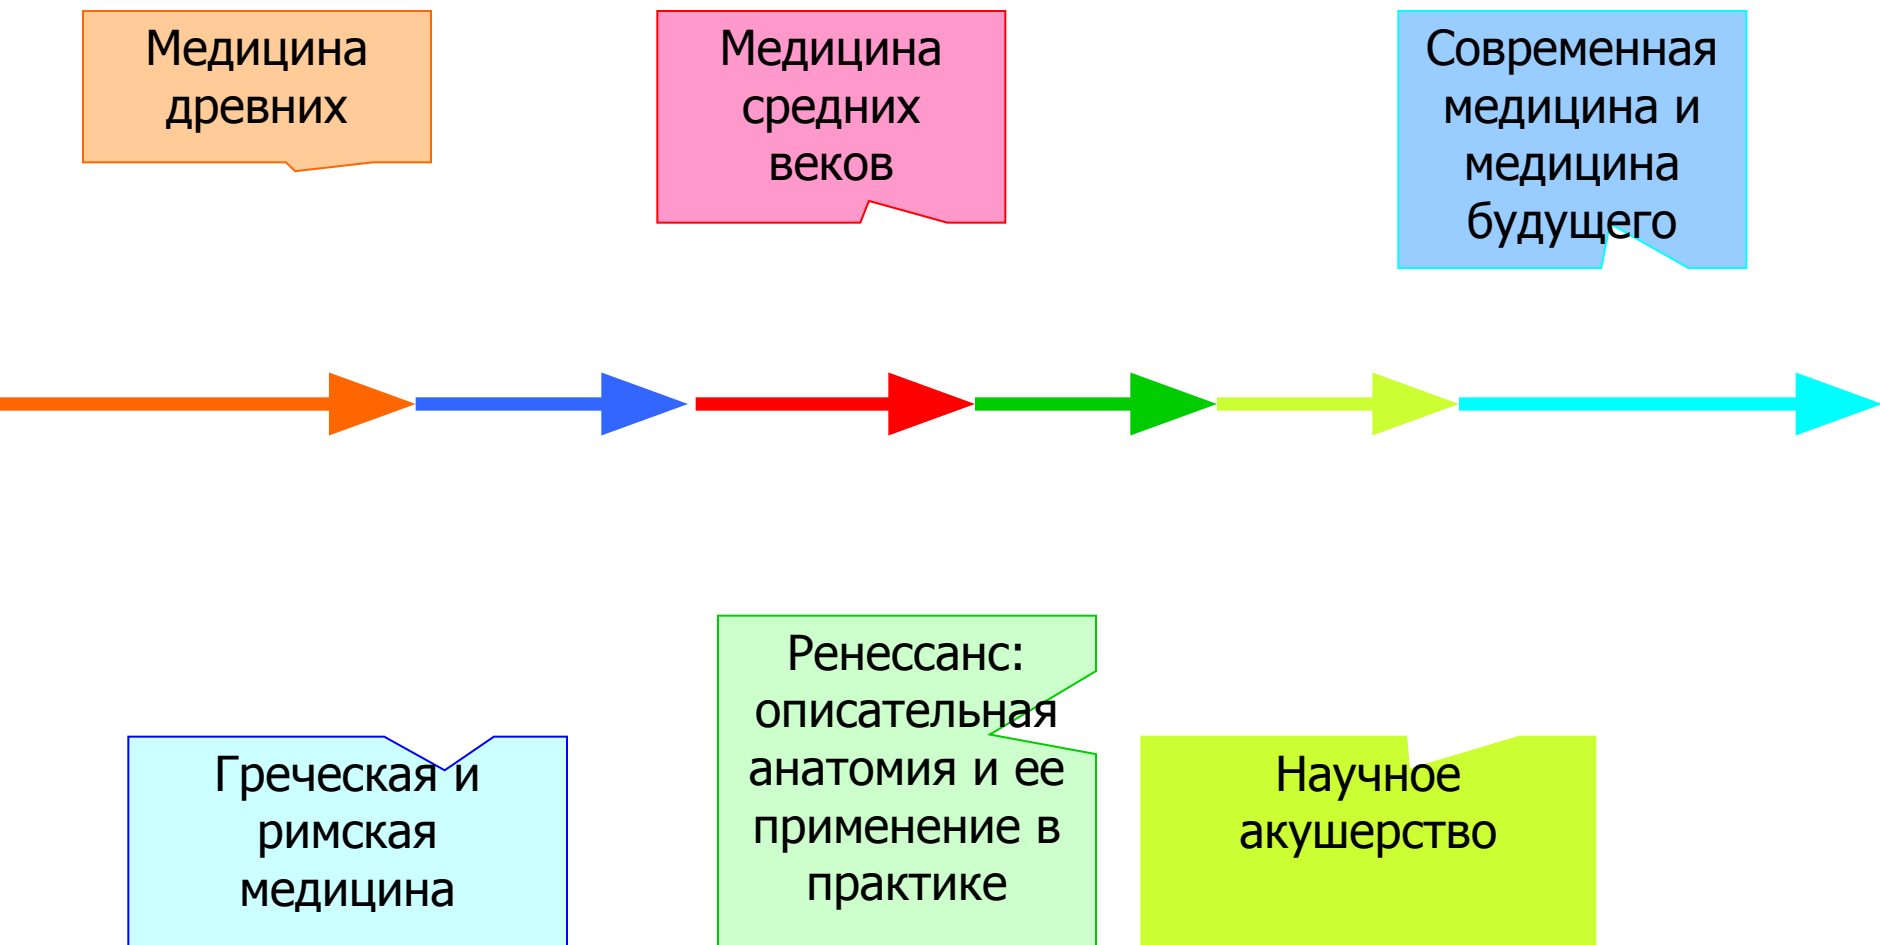 Медицина
древних
Медицина
средних
веков
Современная
медицина и
медицина
будущего
Греческая и
римская
медицина
Ренессанс:
описательная
анатомия и ее
применение в
практике
Научное
акушерство